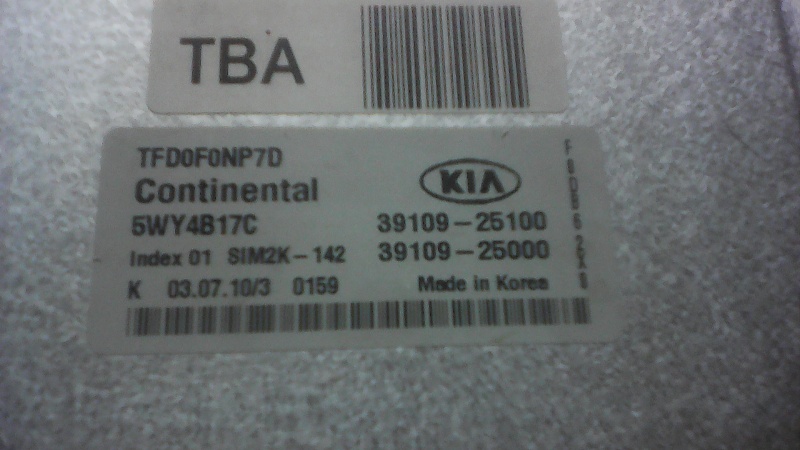 TBA
TFD0F0NP7D
Continental
KIA
5WY4B17C 39109-25100
Index 01 SIM2K-142 39109-25000
K 03.07.10/3 0159 Made in Korea